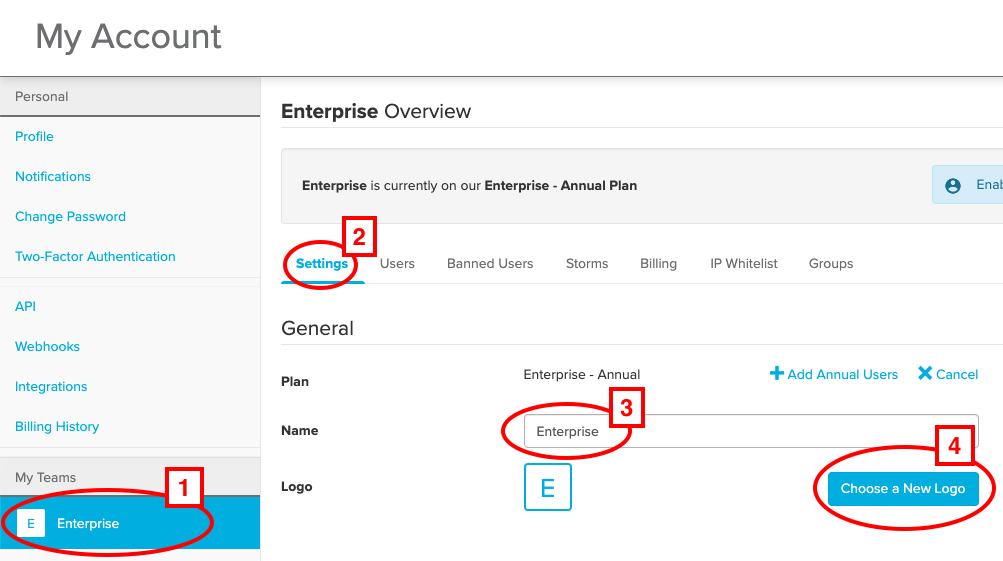 My Account
Personal
Profile
Notifications
Change Password
Two-Factor Authentication
API
Webhooks
Integrations
Billing History
My Teams
1
E Enterprise
Enterprise Overview
Enterprise is currently on our Enterprise - Annual Plan
Enab
2
Settings Users Banned Users Storms Billing IP Whitelist Groups
General
Plan Enterprise - Annual Add Annual Users Cancel
3
Name Enterprise
4
Logo E Choose a New Logo